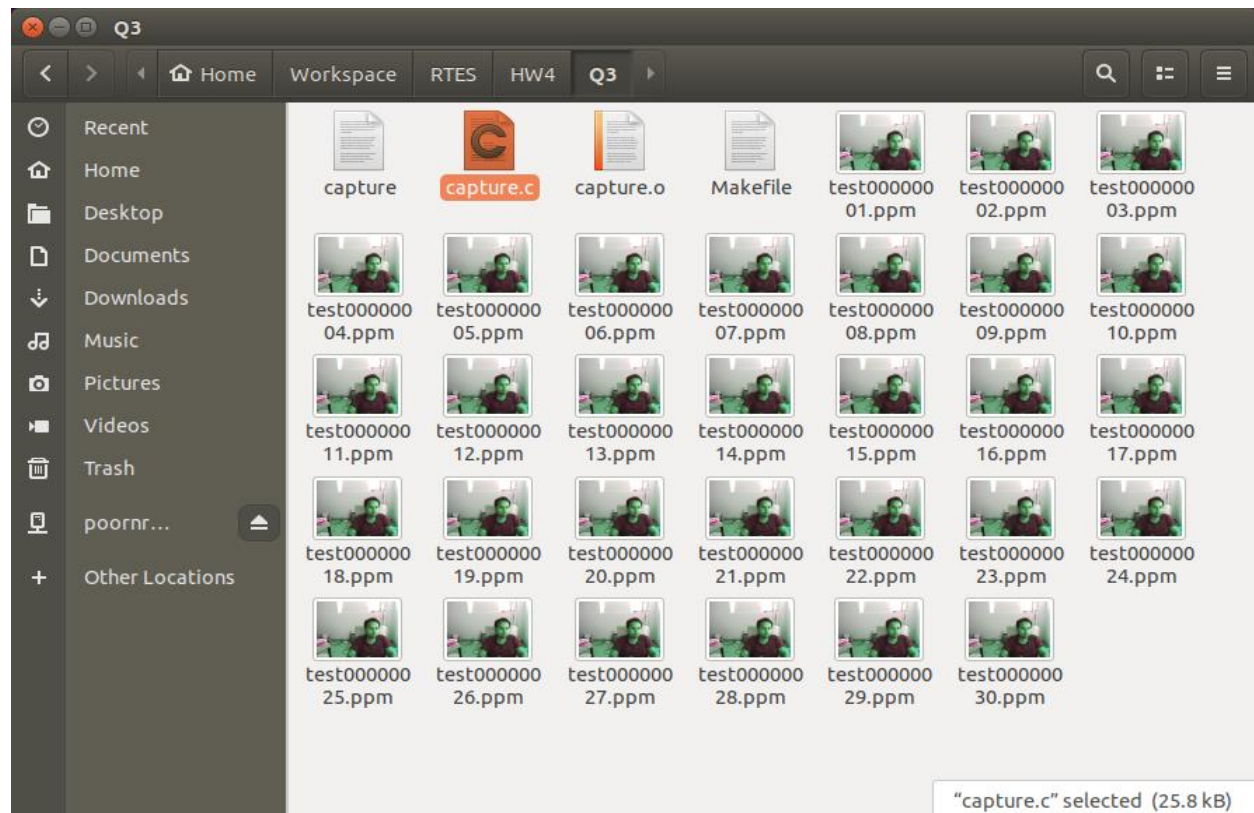 Q3
Home Workspace RTES HW4 Q3
Recent
Home
Desktop
Documents
Downloads
Music
Pictures
Videos
Trash
poornr...
Other Locations
capture capture.c capture.o Makefile test000000 test000000 test000000
01.ppm 02.ppm 03.ppm
test000000 test000000 test000000 test000000 test000000 test000000 test000000
04.ppm 05.ppm 06.ppm 07.ppm 08.ppm 09.ppm 10.ppm
test000000 test000000 test000000 test000000 test000000 test000000 test000000
11.ppm 12.ppm 13.ppm 14.ppm 15.ppm 16.ppm 17.ppm
test000000 test000000 test000000 test000000 test000000 test000000 test000000
18.ppm 19.ppm 20.ppm 21.ppm 22.ppm 23.ppm 24.ppm
test000000 test000000 test000000 test000000 test000000 test000000
25.ppm 26.ppm 27.ppm 28.ppm 29.ppm 30.ppm
“capture.c” selected (25.8 kB)